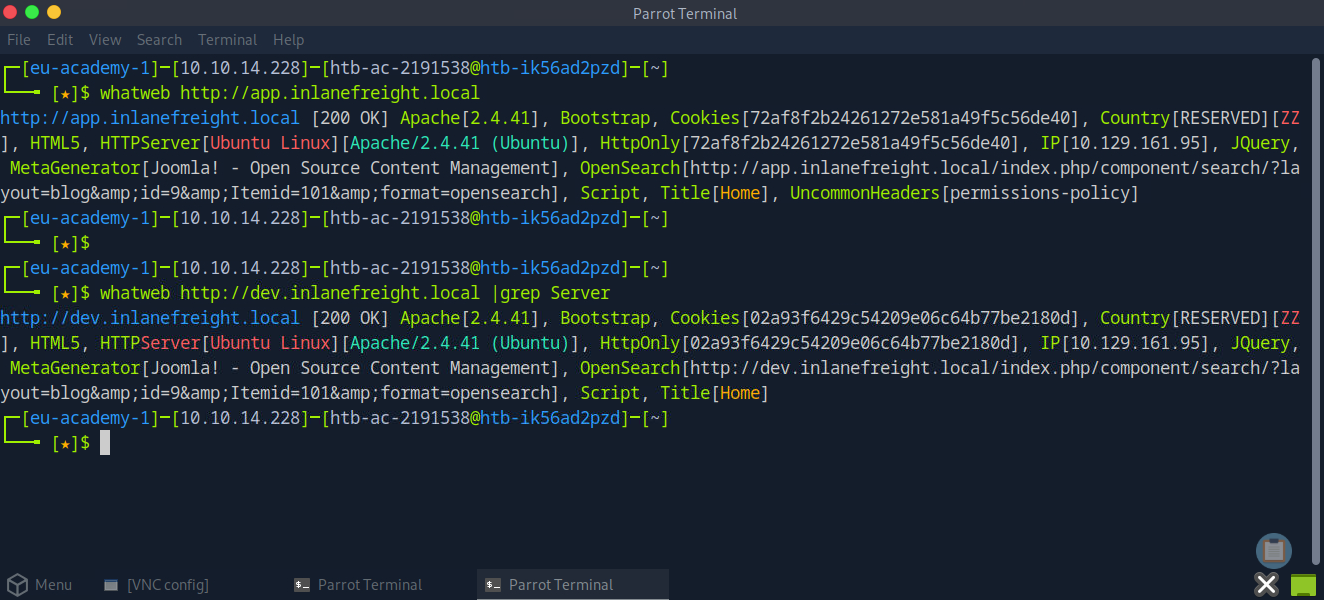 Parrot Terminal
File Edit View Search Terminal Help
┌─[eu-academy-1]─[10.10.14.228]─[htb-ac-2191538@htb-ik56ad2pzd]─[~]
└──╼ [★]$ whatweb http://app.inlanefreight.local
http://app.inlanefreight.local [200 OK] Apache[2.4.41], Bootstrap, Cookies[72af8f2b24261272e581a49f5c56de40], Country[RESERVED][ZZ
], HTML5, HTTPServer[Ubuntu Linux][Apache/2.4.41 (Ubuntu)], HttpOnly[72af8f2b24261272e581a49f5c56de40], IP[10.129.161.95], JQuery,
MetaGenerator[Joomla! - Open Source Content Management], OpenSearch[http://app.inlanefreight.local/index.php/component/search/?la
yout=blog&amp;id=9&amp;Itemid=101&amp;format=opensearch], Script, Title[Home], UncommonHeaders[permissions-policy]
┌─[eu-academy-1]─[10.10.14.228]─[htb-ac-2191538@htb-ik56ad2pzd]─[~]
└──╼ [★]$
┌─[eu-academy-1]─[10.10.14.228]─[htb-ac-2191538@htb-ik56ad2pzd]─[~]
└──╼ [★]$ whatweb http://dev.inlanefreight.local |grep Server
http://dev.inlanefreight.local [200 OK] Apache[2.4.41], Bootstrap, Cookies[02a93f6429c54209e06c64b77be2180d], Country[RESERVED][ZZ
], HTML5, HTTPServer[Ubuntu Linux][Apache/2.4.41 (Ubuntu)], HttpOnly[02a93f6429c54209e06c64b77be2180d], IP[10.129.161.95], JQuery,
MetaGenerator[Joomla! - Open Source Content Management], OpenSearch[http://dev.inlanefreight.local/index.php/component/search/?la
yout=blog&amp;id=9&amp;Itemid=101&amp;format=opensearch], Script, Title[Home]
┌─[eu-academy-1]─[10.10.14.228]─[htb-ac-2191538@htb-ik56ad2pzd]─[~]
└──╼ [★]$
Menu [VNC config] Parrot Terminal Parrot Terminal